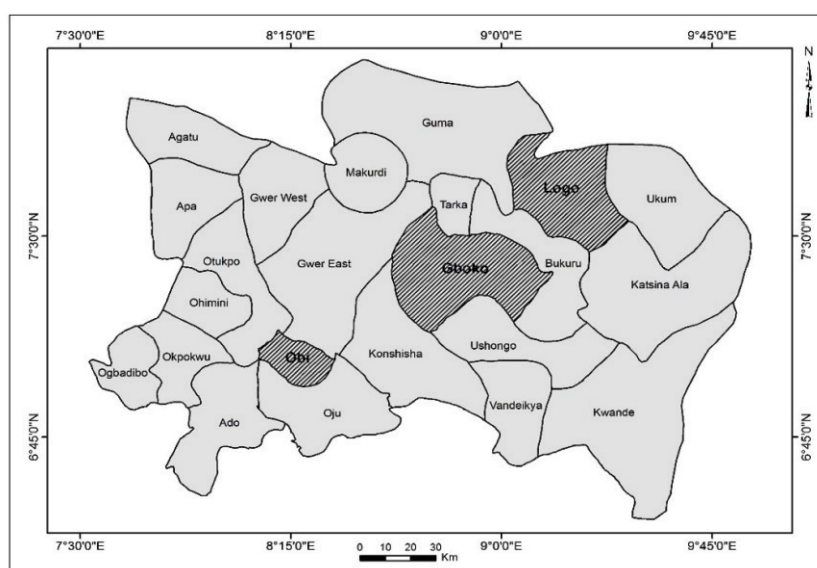 7°30'0"E 8°15'0"E 9°00'0"E 9°45'0"E
N
Guma
Agatu
Makurdi
Logo
Apa
Gwer West
Tarka
Ukum
7°30'0"N
7°30'0"N
Otukpo
Gwer East
Gboko
Bukuru
Katsina Ala
Ohimini
Ogbadibo
Okpokwu
Obi
Konshisha
Ushongo
Vandeikya
Kwande
Ado
Oju
6°45'0"N
6°45'0"N
7°30'0"E 8°15'0"E 9°00'0"E 9°45'0"E
0 10 20 30
Km